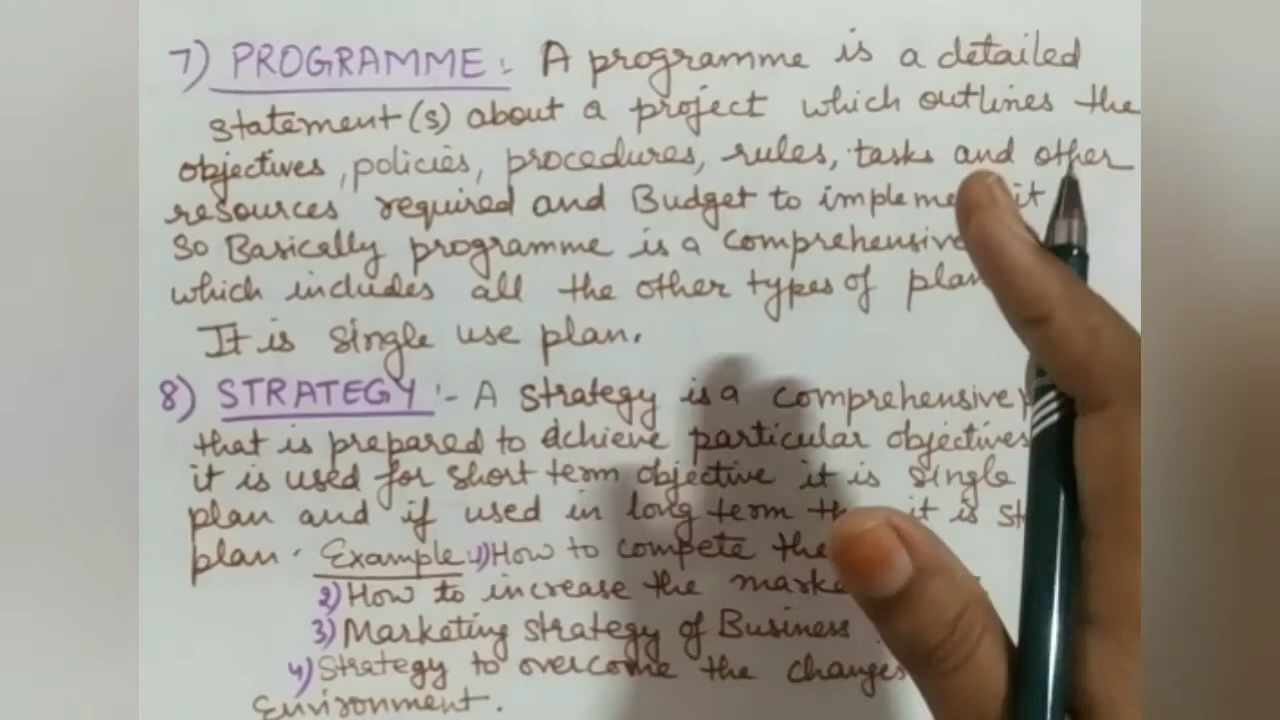 7) PROGRAMME :- A programme is a detailed
statement(s) about a project which outlines the
objectives, policies, procedures, rules, tasks and other
resources required and Budget to implement it
So Basically programme is a comprehensive
which includes all the other types of plan
It is single use plan.
8) STRATEGY :- A strategy is a comprehensive
that is prepared to achieve particular objectives
it is used for short term objective it is single
plan and if used in long term it is
plan. Example 1) How to compete the
2) How to increase the
3) Marketing strategy of Business
4) Strategy to overcome the changes
Environment.